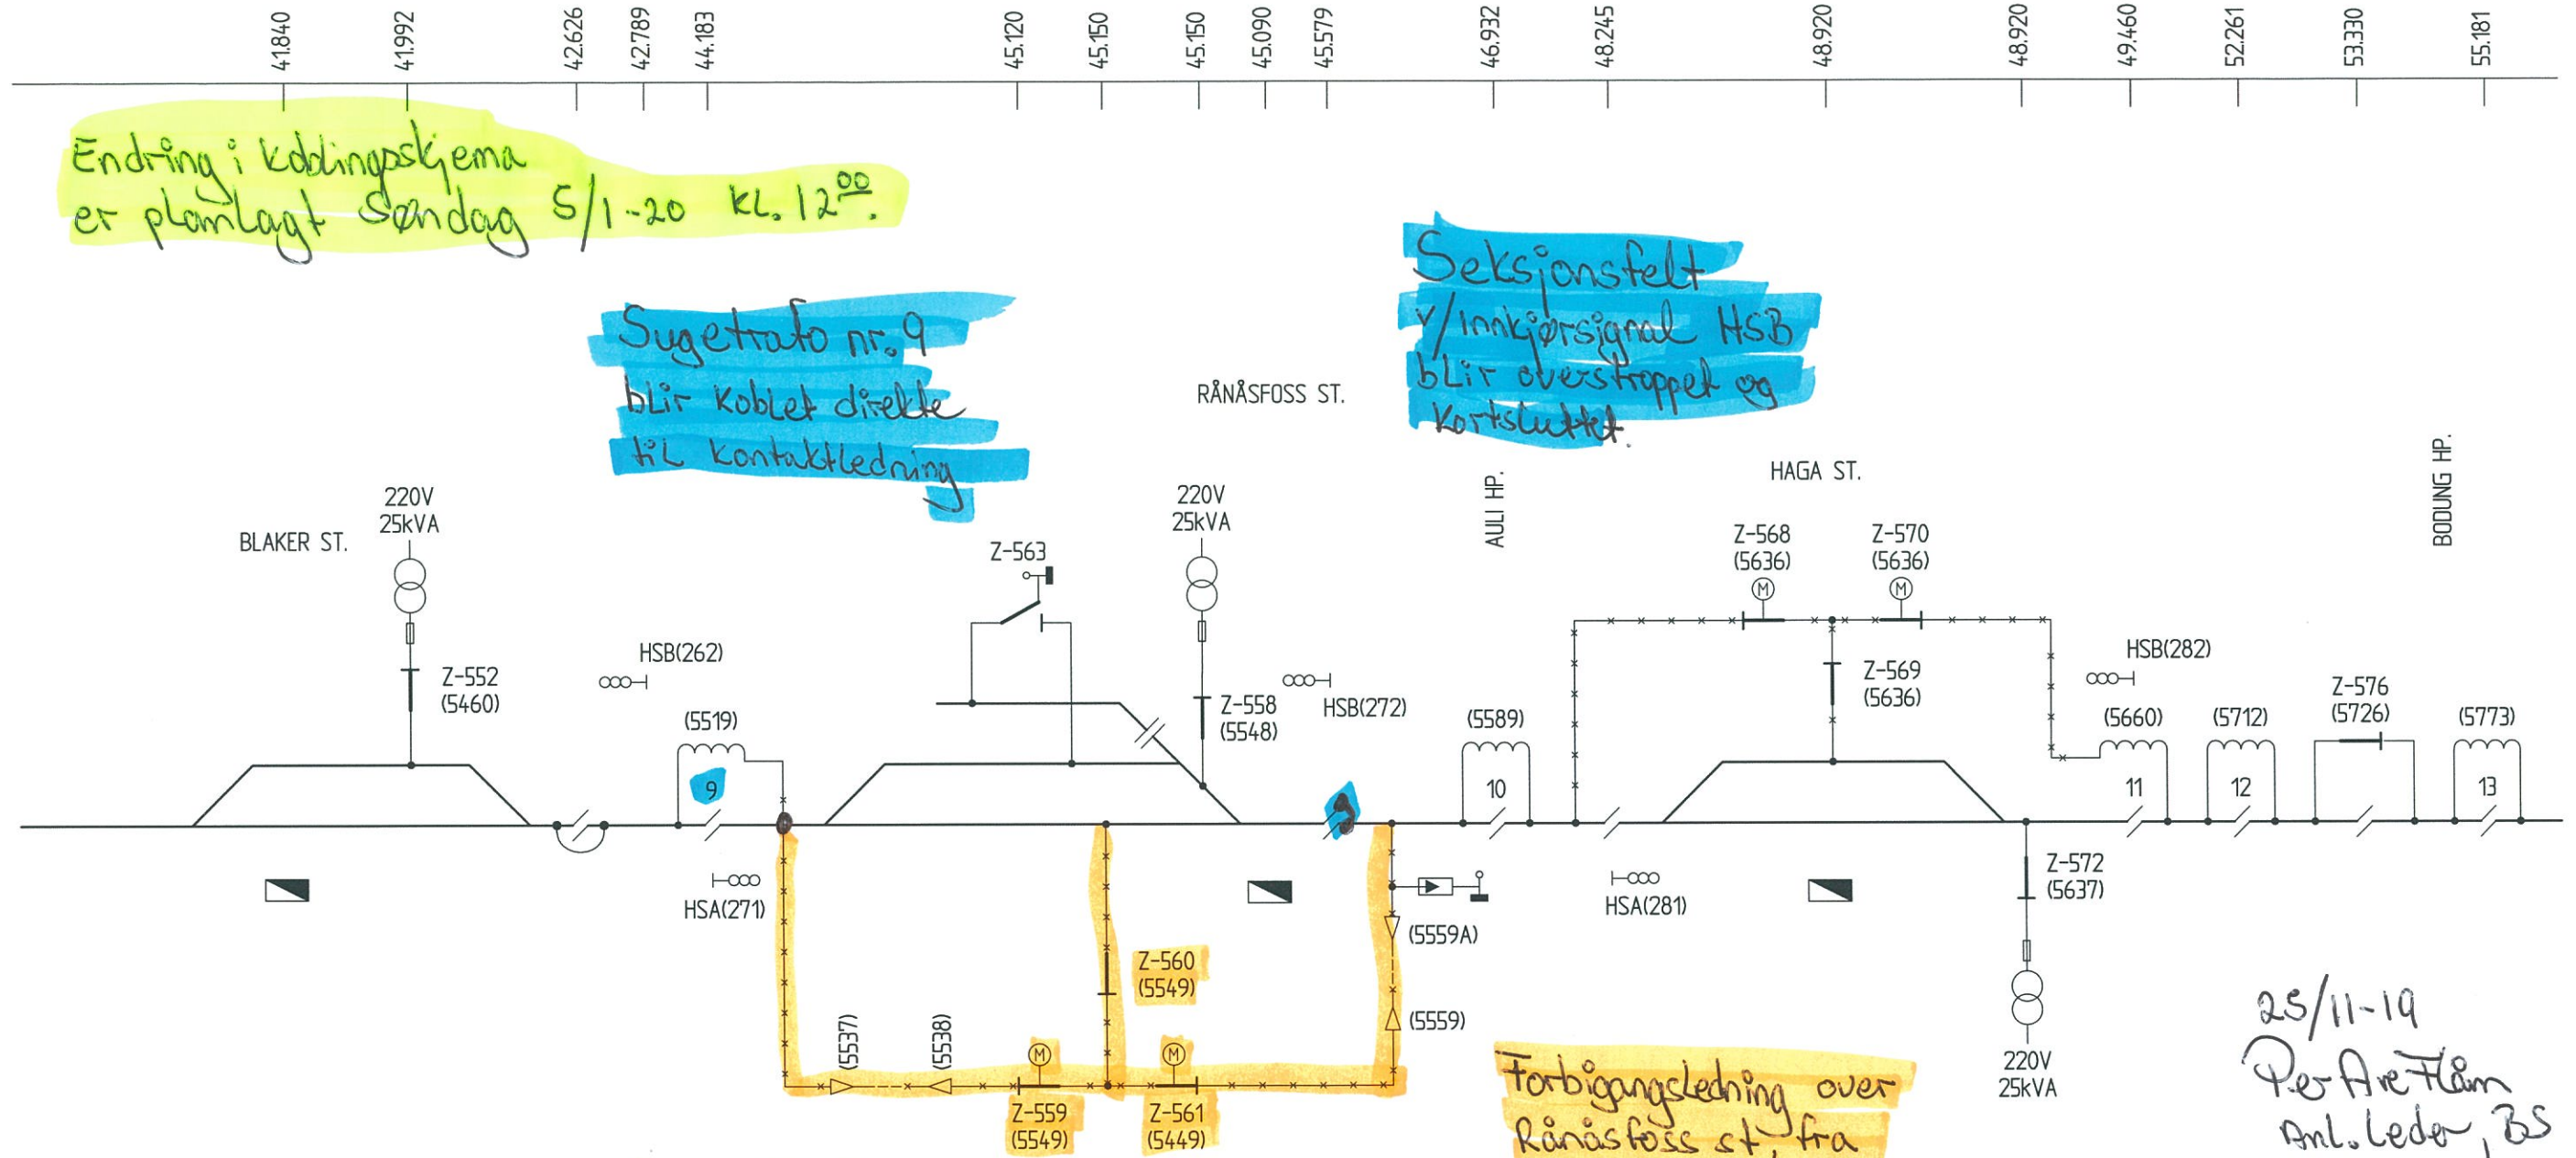 41.840
41.992
42.626
42.789
44.183
45.120
45.150
45.150
45.090
45.579
46.932
48.245
48.920
48.920
49.460
52.261
53.330
55.181
Endring i koblingsskjema
er planlagt Søndag 5/1-20 KL. 12 00.
Sugetrafo nr. 9
blir koblet direkte
til kontaktledning
Seksjonsfelt
v/innkjørsignal HSB
blir overstroppet og
kortsluttet.
RÅNÅSFOSS ST.
AULI HP.
HAGA ST.
BODUNG HP.
BLAKER ST.
220V
25kVA
220V
25kVA
Z-563
Z-568
(5636)
M
Z-570
(5636)
M
Z-552
(5460)
HSB(262)
(5519)
9
Z-558
(5548)
HSB(272)
(5589)
10
Z-569
(5636)
HSB(282)
(5660)
11
(5712)
12
Z-576
(5726)
(5773)
13
HSA(271)
HSA(281)
Z-572
(5637)
220V
25kVA
(5559A)
(5559)
Z-560
(5549)
(5537)
(5538)
M
Z-559
(5549)
M
Z-561
(5449)
Forbigangsledning over
Rånåsfoss st, fra
25/11-19
Per Are Flåm
Anl. Leder, BS